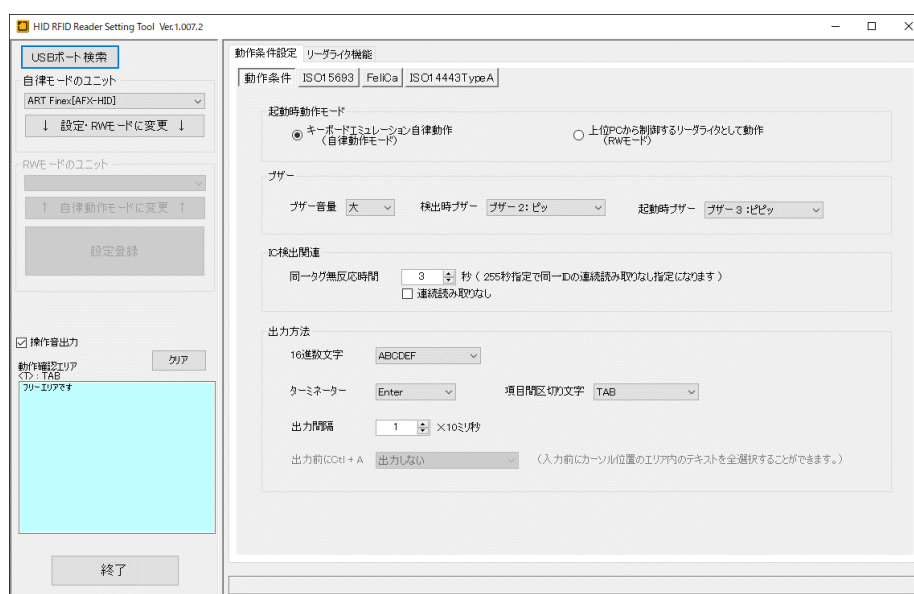 HID RFID Reader Setting Tool Ver.1.007.2
USBポート検索
自律モードのユニット
ART Finex[AFX-HID]
↓ 設定・RWモードに変更 ↓
RWモードのユニット
↑ 自律動作モードに変更 ↑
設定登録
操作音出力
動作確認エリア
クリア
<T> : TAB
フリーエリアです
終了
動作条件設定 リーダライタ機能
動作条件 ISO15693 FeliCa ISO14443TypeA
起動時動作モード
キーボードエミュレーション自律動作
(自律動作モード)
上位PCから制御するリーダライタとして動作
(RWモード)
ブザー
ブザー音量 大 検出時ブザー ブザー2:ピッ 起動時ブザー ブザー3:ピピッ
IC検出関連
同一タグ無反応時間 3 秒 ( 255秒指定で同一IDの連続読み取りなし指定になります )
連続読み取りなし
出力方法
16進数文字 ABCDEF
ターミネーター Enter 項目間区切り文字 TAB
出力間隔 1 ×10ミリ秒
出力前にCtl + A 出力しない (入力前にカーソル位置のエリア内のテキストを全選択することができます。)